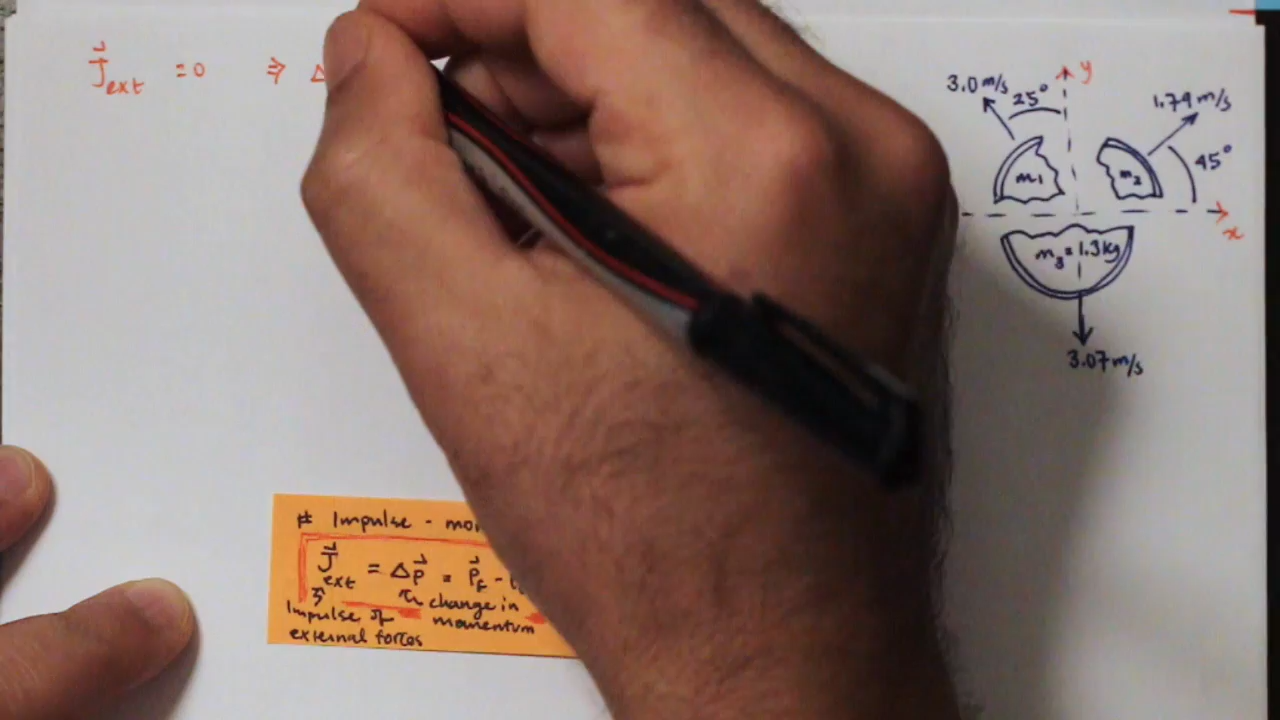 J⃗ext = 0 ⇒ Δ
y
3.0 m/s 25°
1.79 m/s
45°
m1 m2
x
m3 = 1.3 kg
3.07 m/s
# Impulse -
J⃗ext = Δp⃗ = p⃗f -
change in
Impulse of momentum
external forces